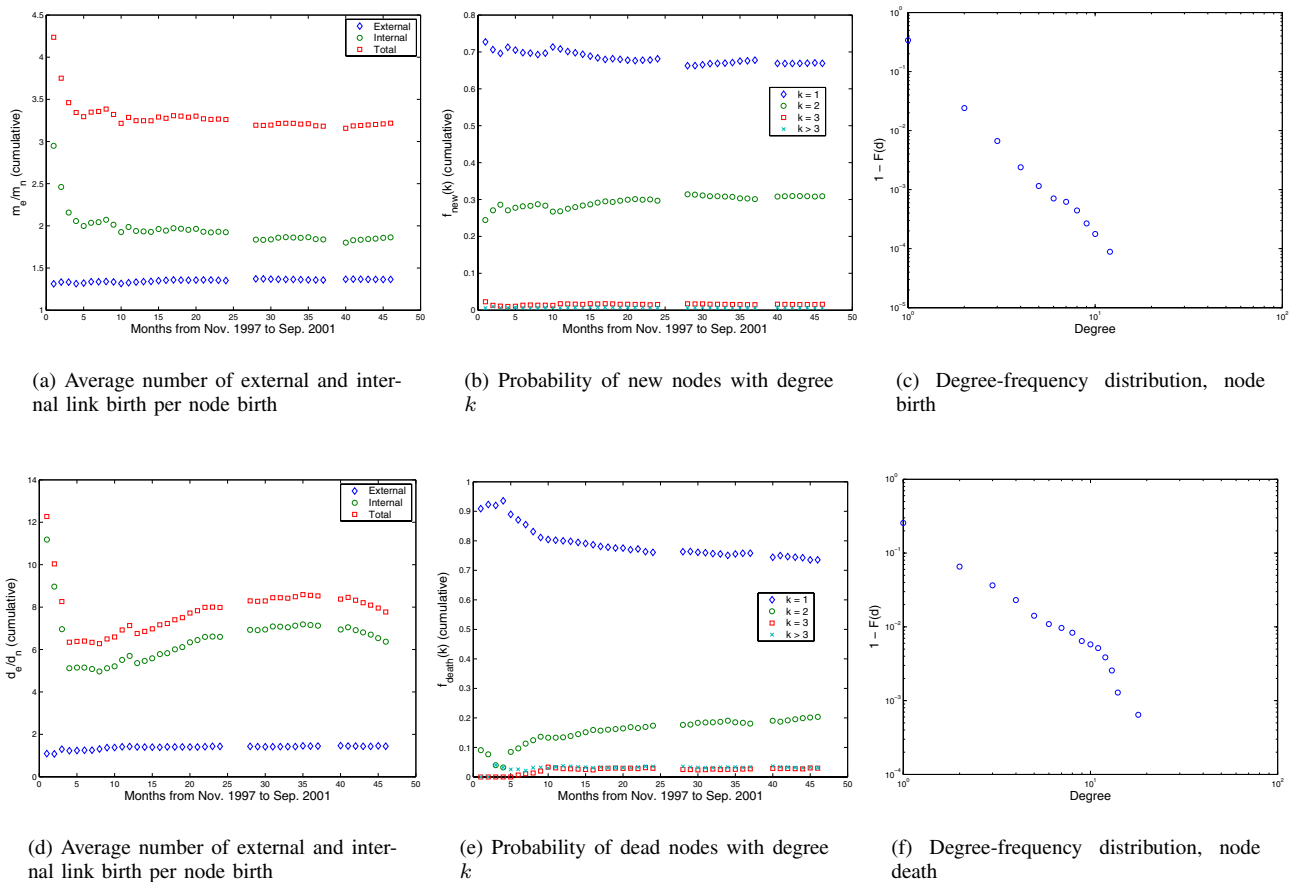 4.5
4
3.5
3
2.5
2
1.5
1
m_e/m_n (cumulative)
External
Internal
Total
0 5 10 15 20 25 30 35 40 45 50
Months from Nov. 1997 to Sep. 2001
(a) Average number of external and inter-
nal link birth per node birth
0.8
0.7
0.6
0.5
0.4
0.3
0.2
0.1
0
f_new(k) (cumulative)
k = 1
k = 2
k = 3
k > 3
0 5 10 15 20 25 30 35 40 45 50
Months from Nov. 1997 to Sep. 2001
(b) Probability of new nodes with degree
k
10^0
10^-1
10^-2
10^-3
10^-4
10^-5
1 − F(d)
10^0 10^1 10^2
Degree
(c) Degree-frequency distribution, node
birth
14
12
10
8
6
4
2
0
d_e/d_n (cumulative)
External
Internal
Total
0 5 10 15 20 25 30 35 40 45 50
Months from Nov. 1997 to Sep. 2001
(d) Average number of external and inter-
nal link birth per node birth
1
0.9
0.8
0.7
0.6
0.5
0.4
0.3
0.2
0.1
0
f_death(k) (cumulative)
k = 1
k = 2
k = 3
k > 3
0 5 10 15 20 25 30 35 40 45 50
Months from Nov. 1997 to Sep. 2001
(e) Probability of dead nodes with degree
k
10^0
10^-1
10^-2
10^-3
10^-4
1 − F(d)
10^0 10^1 10^2
Degree
(f) Degree-frequency distribution, node
death